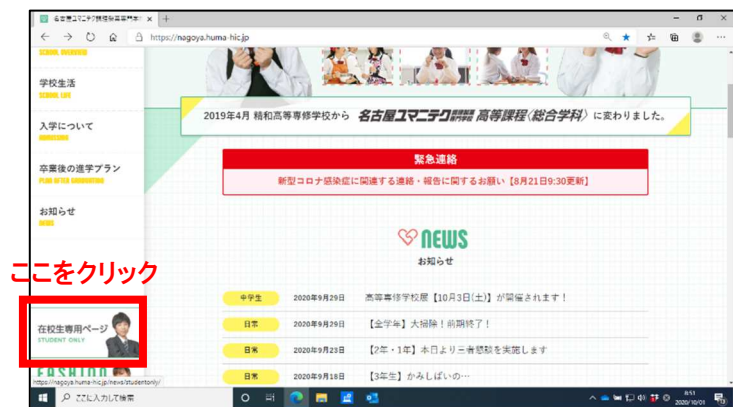 https://nagoya.huma-hic.jp
SCHOOL OVERVIEW
学校生活
SCHOOL LIFE
入学について
ADMISSION
卒業後の進学プラン
PLAN AFTER GRADUATION
お知らせ
NEWS
ここをクリック
在校生専用ページ
STUDENT ONLY
FASHION
https://nagoya.huma-hic.jp/news/studentonly/
2019年4月 精和高等専修学校から 名古屋ユマニテク 高等課程〈総合学科〉に変わりました。
緊急連絡
新型コロナ感染症に関連する連絡・報告に関するお願い【8月21日9:30更新】
NEWS
お知らせ
中学生 2020年9月29日 高等専修学校展【10月3日(土)】が開催されます！
日常 2020年9月29日 【全学年】大掃除！前期終了！
日常 2020年9月23日 【2年・1年】本日より三者懇談を実施します
日常 2020年9月18日 【3年生】かみしばいの…
ここに入力して検索
8:51
2020/10/01